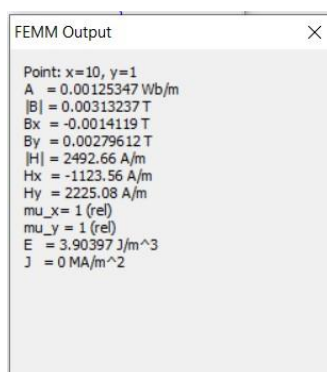 FEMM Output
Point: x=10, y=1
A = 0.00125347 Wb/m
|B| = 0.00313237 T
Bx = -0.0014119 T
By = 0.00279612 T
|H| = 2492.66 A/m
Hx = -1123.56 A/m
Hy = 2225.08 A/m
mu_x= 1 (rel)
mu_y = 1 (rel)
E = 3.90397 J/m^3
J = 0 MA/m^2